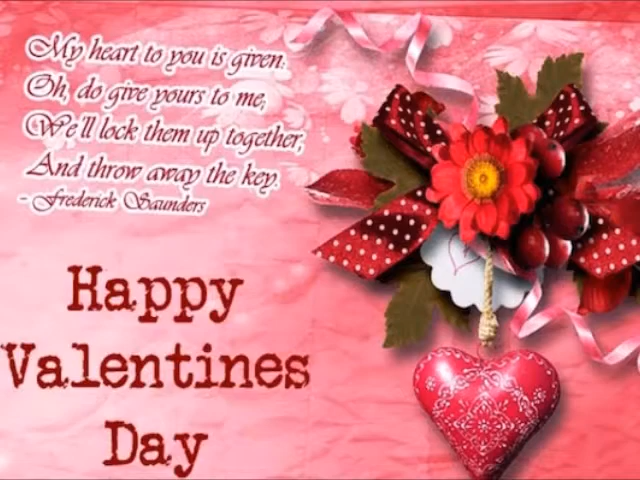 My heart to you is given:
Oh, do give yours to me;
We'll lock them up together,
And throw away the key.
- Frederick Saunders
Happy
Valentines
Day